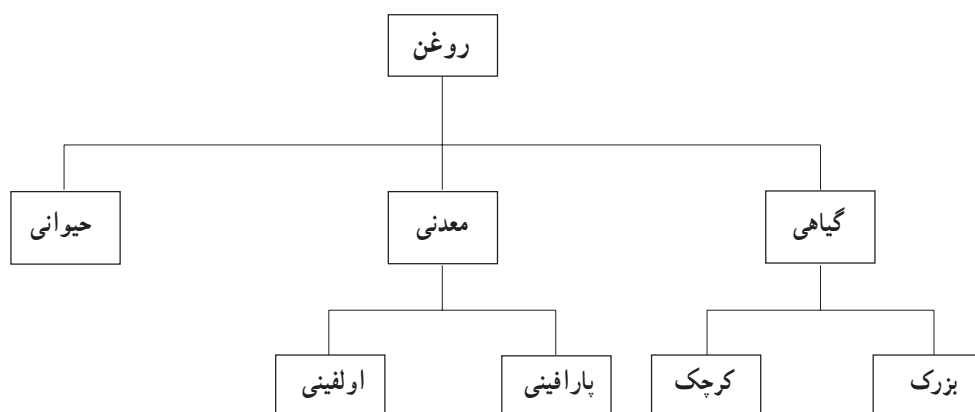 روغن
گیاهی
معدنی
حیوانی
بزرک
کرچک
پارافینی
اولفینی